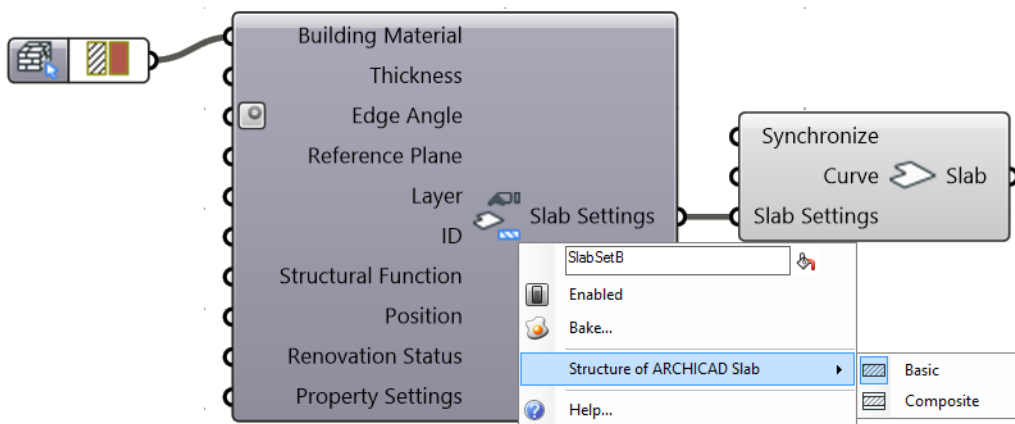 Building Material
Thickness
Edge Angle
Reference Plane
Layer
ID
Structural Function
Position
Renovation Status
Property Settings
Slab Settings
Synchronize
Curve
Slab Settings
Slab
SlabSetB
Enabled
Bake...
Structure of ARCHICAD Slab
Help...
Basic
Composite